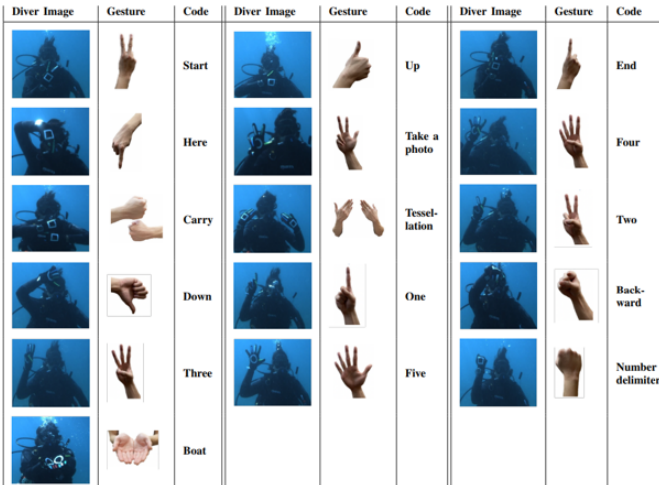 Diver Image Gesture Code Diver Image Gesture Code Diver Image Gesture Code
Start Up End
Here Take a Four
photo
Carry Tessel- Two
lation
Down One Back-
ward
Three Five Number
delimiter
Boat